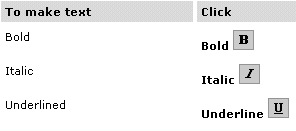 To make text Click
Bold Bold B
Italic Italic I
Underlined Underline U